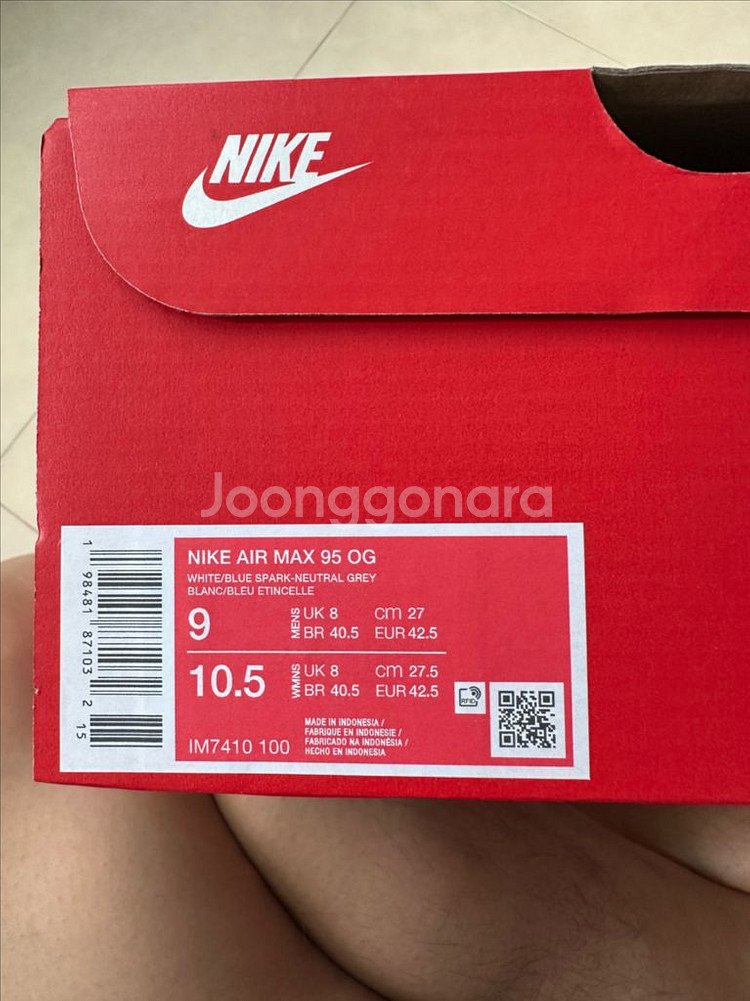 NIKE
Joonggonara
NIKE AIR MAX 95 OG
WHITE/BLUE SPARK-NEUTRAL GREY
BLANC/BLEU ETINCELLE
9 MENS UK 8 cm 27
BR 40.5 EUR 42.5
10.5 WMNS UK 8 cm 27.5
BR 40.5 EUR 42.5
RFID
IM7410 100
MADE IN INDONESIA /
FABRIQUE EN INDONESIE /
FABRICADO NA INDONÉSIA /
HECHO EN INDONESIA
1 98481 87103 2 15